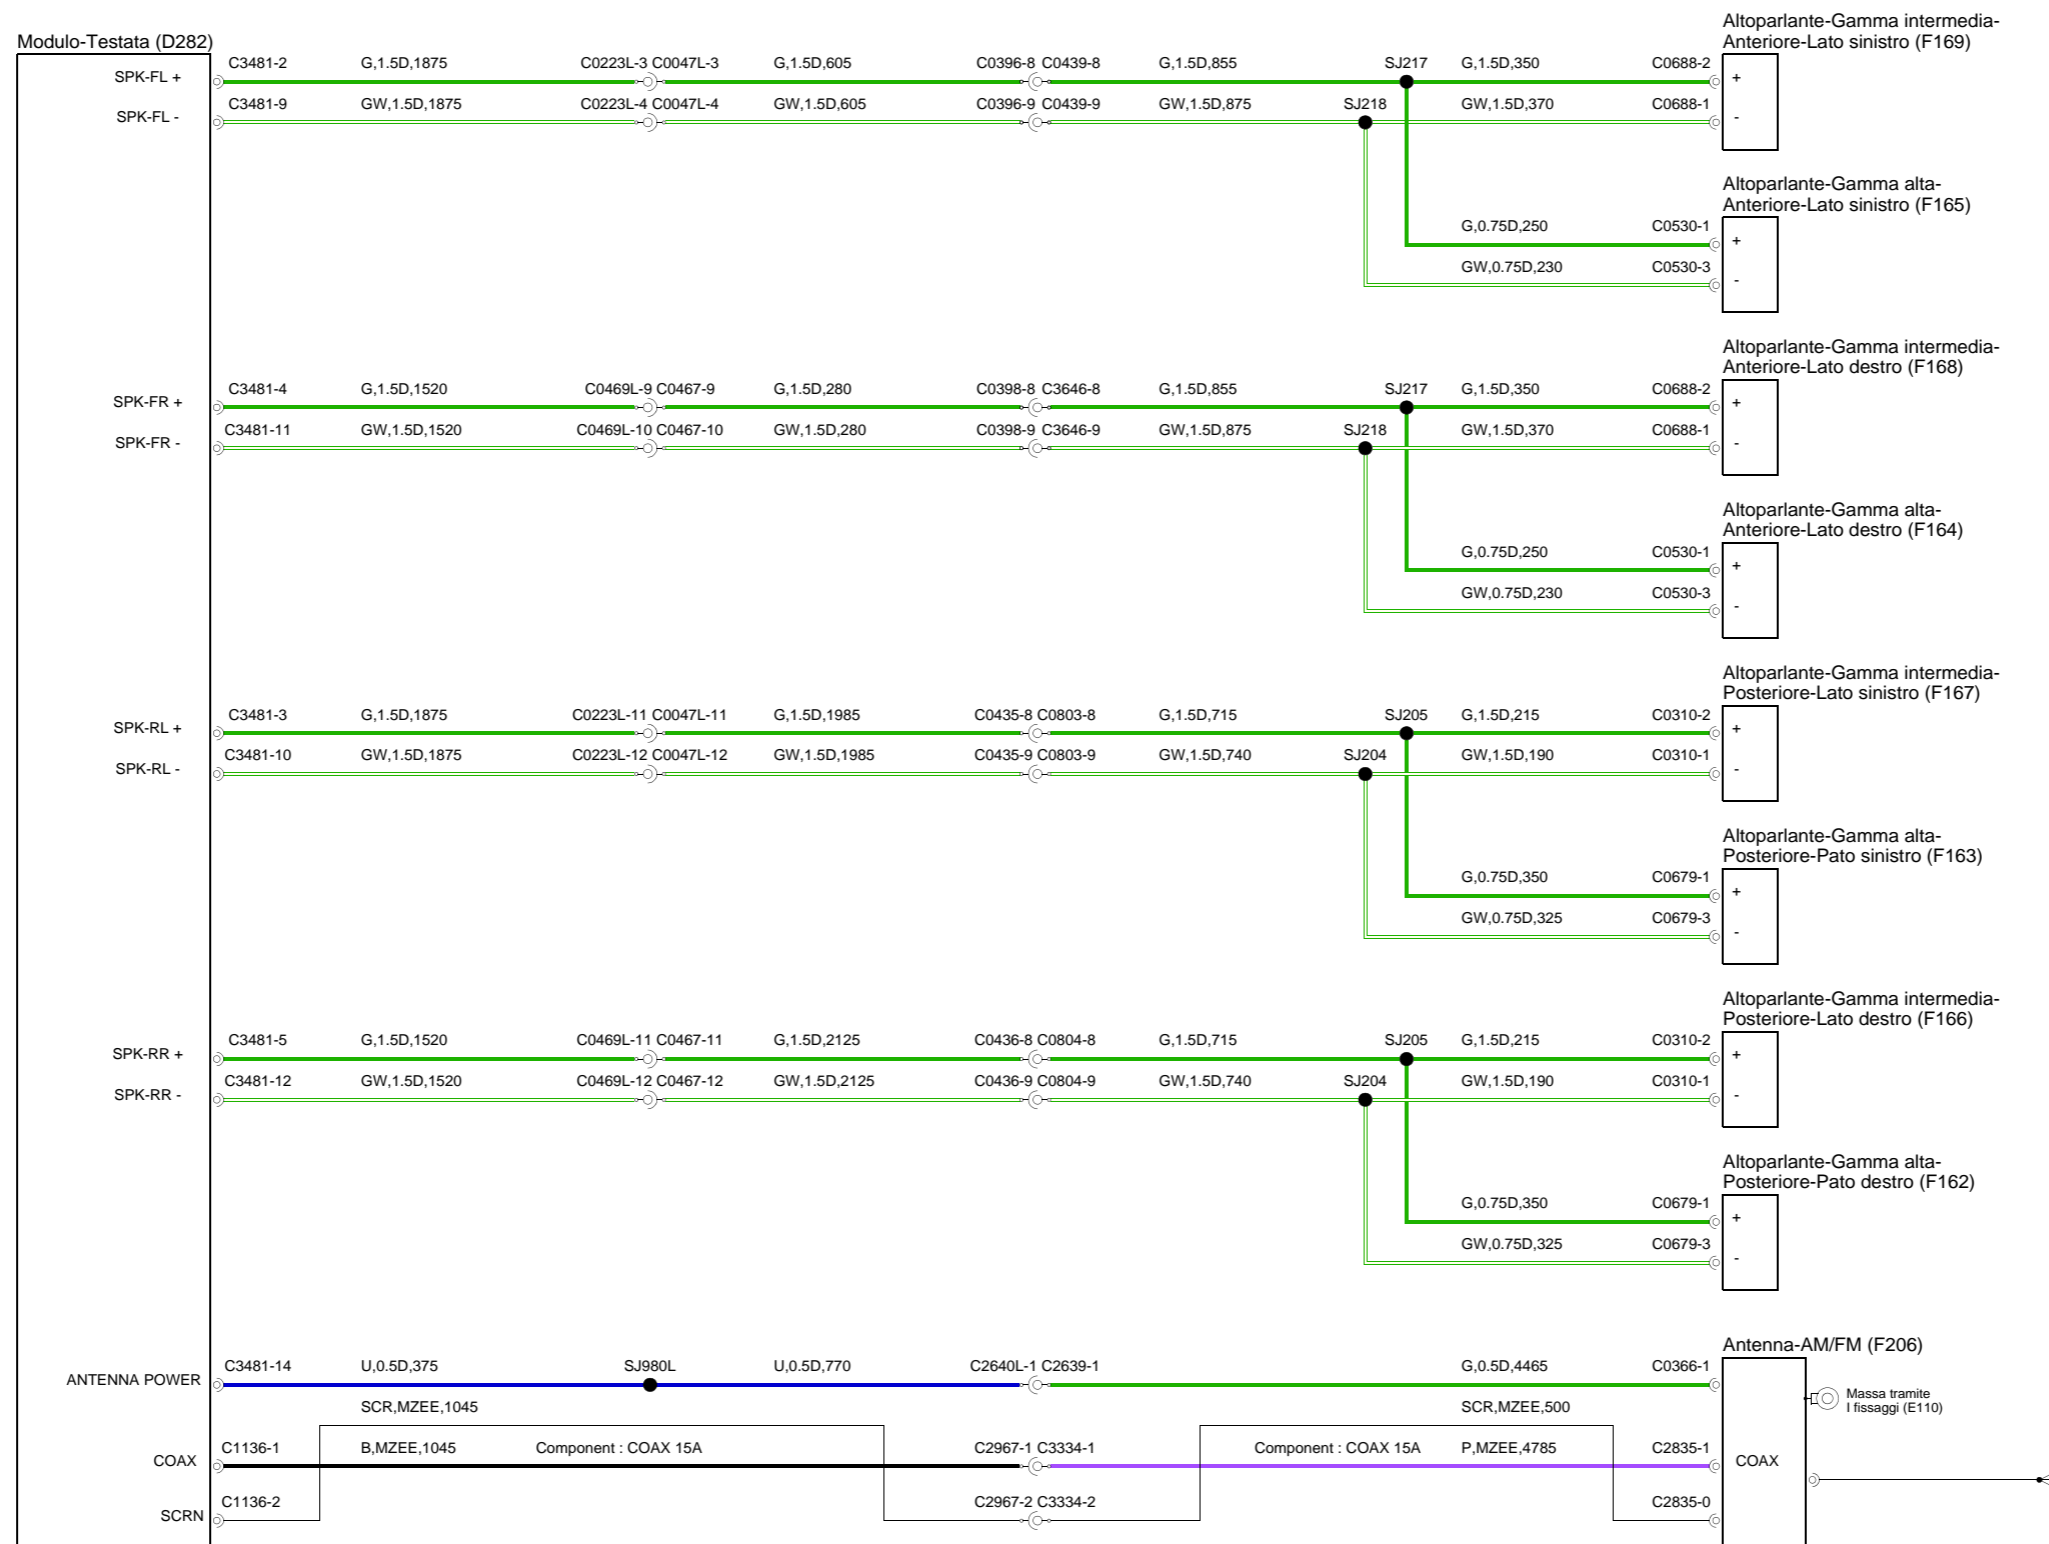 Altoparlante-Gamma intermedia-
Modulo-Testata (D282) Anteriore-Lato sinistro (F169)
C3481-2 G,1.5D,1875 C0223L-3 C0047L-3 G,1.5D,605 C0396-8 C0439-8 G,1.5D,855 SJ217 G,1.5D,350 C0688-2
SPK-FL + +
C3481-9 GW,1.5D,1875 C0223L-4 C0047L-4 GW,1.5D,605 C0396-9 C0439-9 GW,1.5D,875 SJ218 GW,1.5D,370 C0688-1
SPK-FL - -
Altoparlante-Gamma alta-
Anteriore-Lato sinistro (F165)
G,0.75D,250 C0530-1
+
GW,0.75D,230 C0530-3
-
Altoparlante-Gamma intermedia-
Anteriore-Lato destro (F168)
C3481-4 G,1.5D,1520 C0469L-9 C0467-9 G,1.5D,280 C0398-8 C3646-8 G,1.5D,855 SJ217 G,1.5D,350 C0688-2
SPK-FR + +
C3481-11 GW,1.5D,1520 C0469L-10 C0467-10 GW,1.5D,280 C0398-9 C3646-9 GW,1.5D,875 SJ218 GW,1.5D,370 C0688-1
SPK-FR - -
Altoparlante-Gamma alta-
Anteriore-Lato destro (F164)
G,0.75D,250 C0530-1
+
GW,0.75D,230 C0530-3
-
Altoparlante-Gamma intermedia-
Posteriore-Lato sinistro (F167)
C3481-3 G,1.5D,1875 C0223L-11 C0047L-11 G,1.5D,1985 C0435-8 C0803-8 G,1.5D,715 SJ205 G,1.5D,215 C0310-2
SPK-RL + +
C3481-10 GW,1.5D,1875 C0223L-12 C0047L-12 GW,1.5D,1985 C0435-9 C0803-9 GW,1.5D,740 SJ204 GW,1.5D,190 C0310-1
SPK-RL - -
Altoparlante-Gamma alta-
Posteriore-Pato sinistro (F163)
G,0.75D,350 C0679-1
+
GW,0.75D,325 C0679-3
-
Altoparlante-Gamma intermedia-
Posteriore-Lato destro (F166)
C3481-5 G,1.5D,1520 C0469L-11 C0467-11 G,1.5D,2125 C0436-8 C0804-8 G,1.5D,715 SJ205 G,1.5D,215 C0310-2
SPK-RR + +
C3481-12 GW,1.5D,1520 C0469L-12 C0467-12 GW,1.5D,2125 C0436-9 C0804-9 GW,1.5D,740 SJ204 GW,1.5D,190 C0310-1
SPK-RR - -
Altoparlante-Gamma alta-
Posteriore-Pato destro (F162)
G,0.75D,350 C0679-1
+
GW,0.75D,325 C0679-3
-
Antenna-AM/FM (F206)
C3481-14 U,0.5D,375 SJ980L U,0.5D,770 C2640L-1 C2639-1 G,0.5D,4465 C0366-1
ANTENNA POWER
Massa tramite
I fissaggi (E110)
SCR,MZEE,1045 SCR,MZEE,500
C1136-1 B,MZEE,1045 Component : COAX 15A C2967-1 C3334-1 Component : COAX 15A P,MZEE,4785 C2835-1
COAX COAX
C1136-2 C2967-2 C3334-2 C2835-0
SCRN